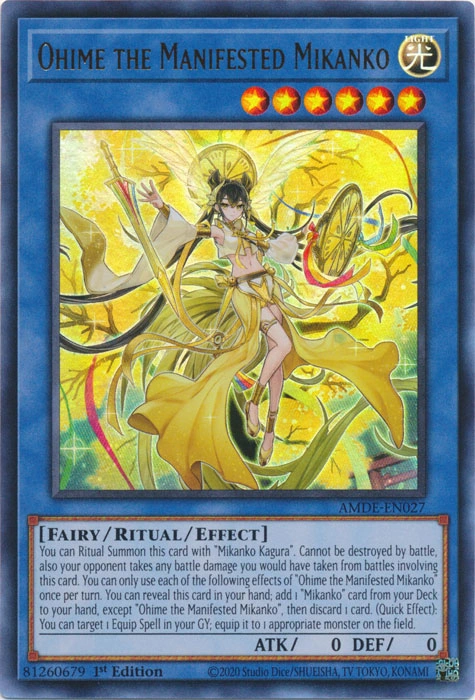 OHIME THE MANIFESTED MIKANKO
LIGHT
光
AMDE-EN027
[FAIRY/RITUAL/EFFECT]
You can Ritual Summon this card with "Mikanko Kagura". Cannot be destroyed by battle,
also your opponent takes any battle damage you would have taken from battles involving
this card. You can only use each of the following effects of "Ohime the Manifested Mikanko"
once per turn. You can reveal this card in your hand; add 1 "Mikanko" card from your Deck
to your hand, except "Ohime the Manifested Mikanko", then discard 1 card. (Quick Effect):
You can target 1 Equip Spell in your GY; equip it to 1 appropriate monster on the field.
ATK/ 0 DEF/ 0
81260679 1st Edition ©2020 Studio Dice/SHUEISHA, TV TOKYO, KONAMI